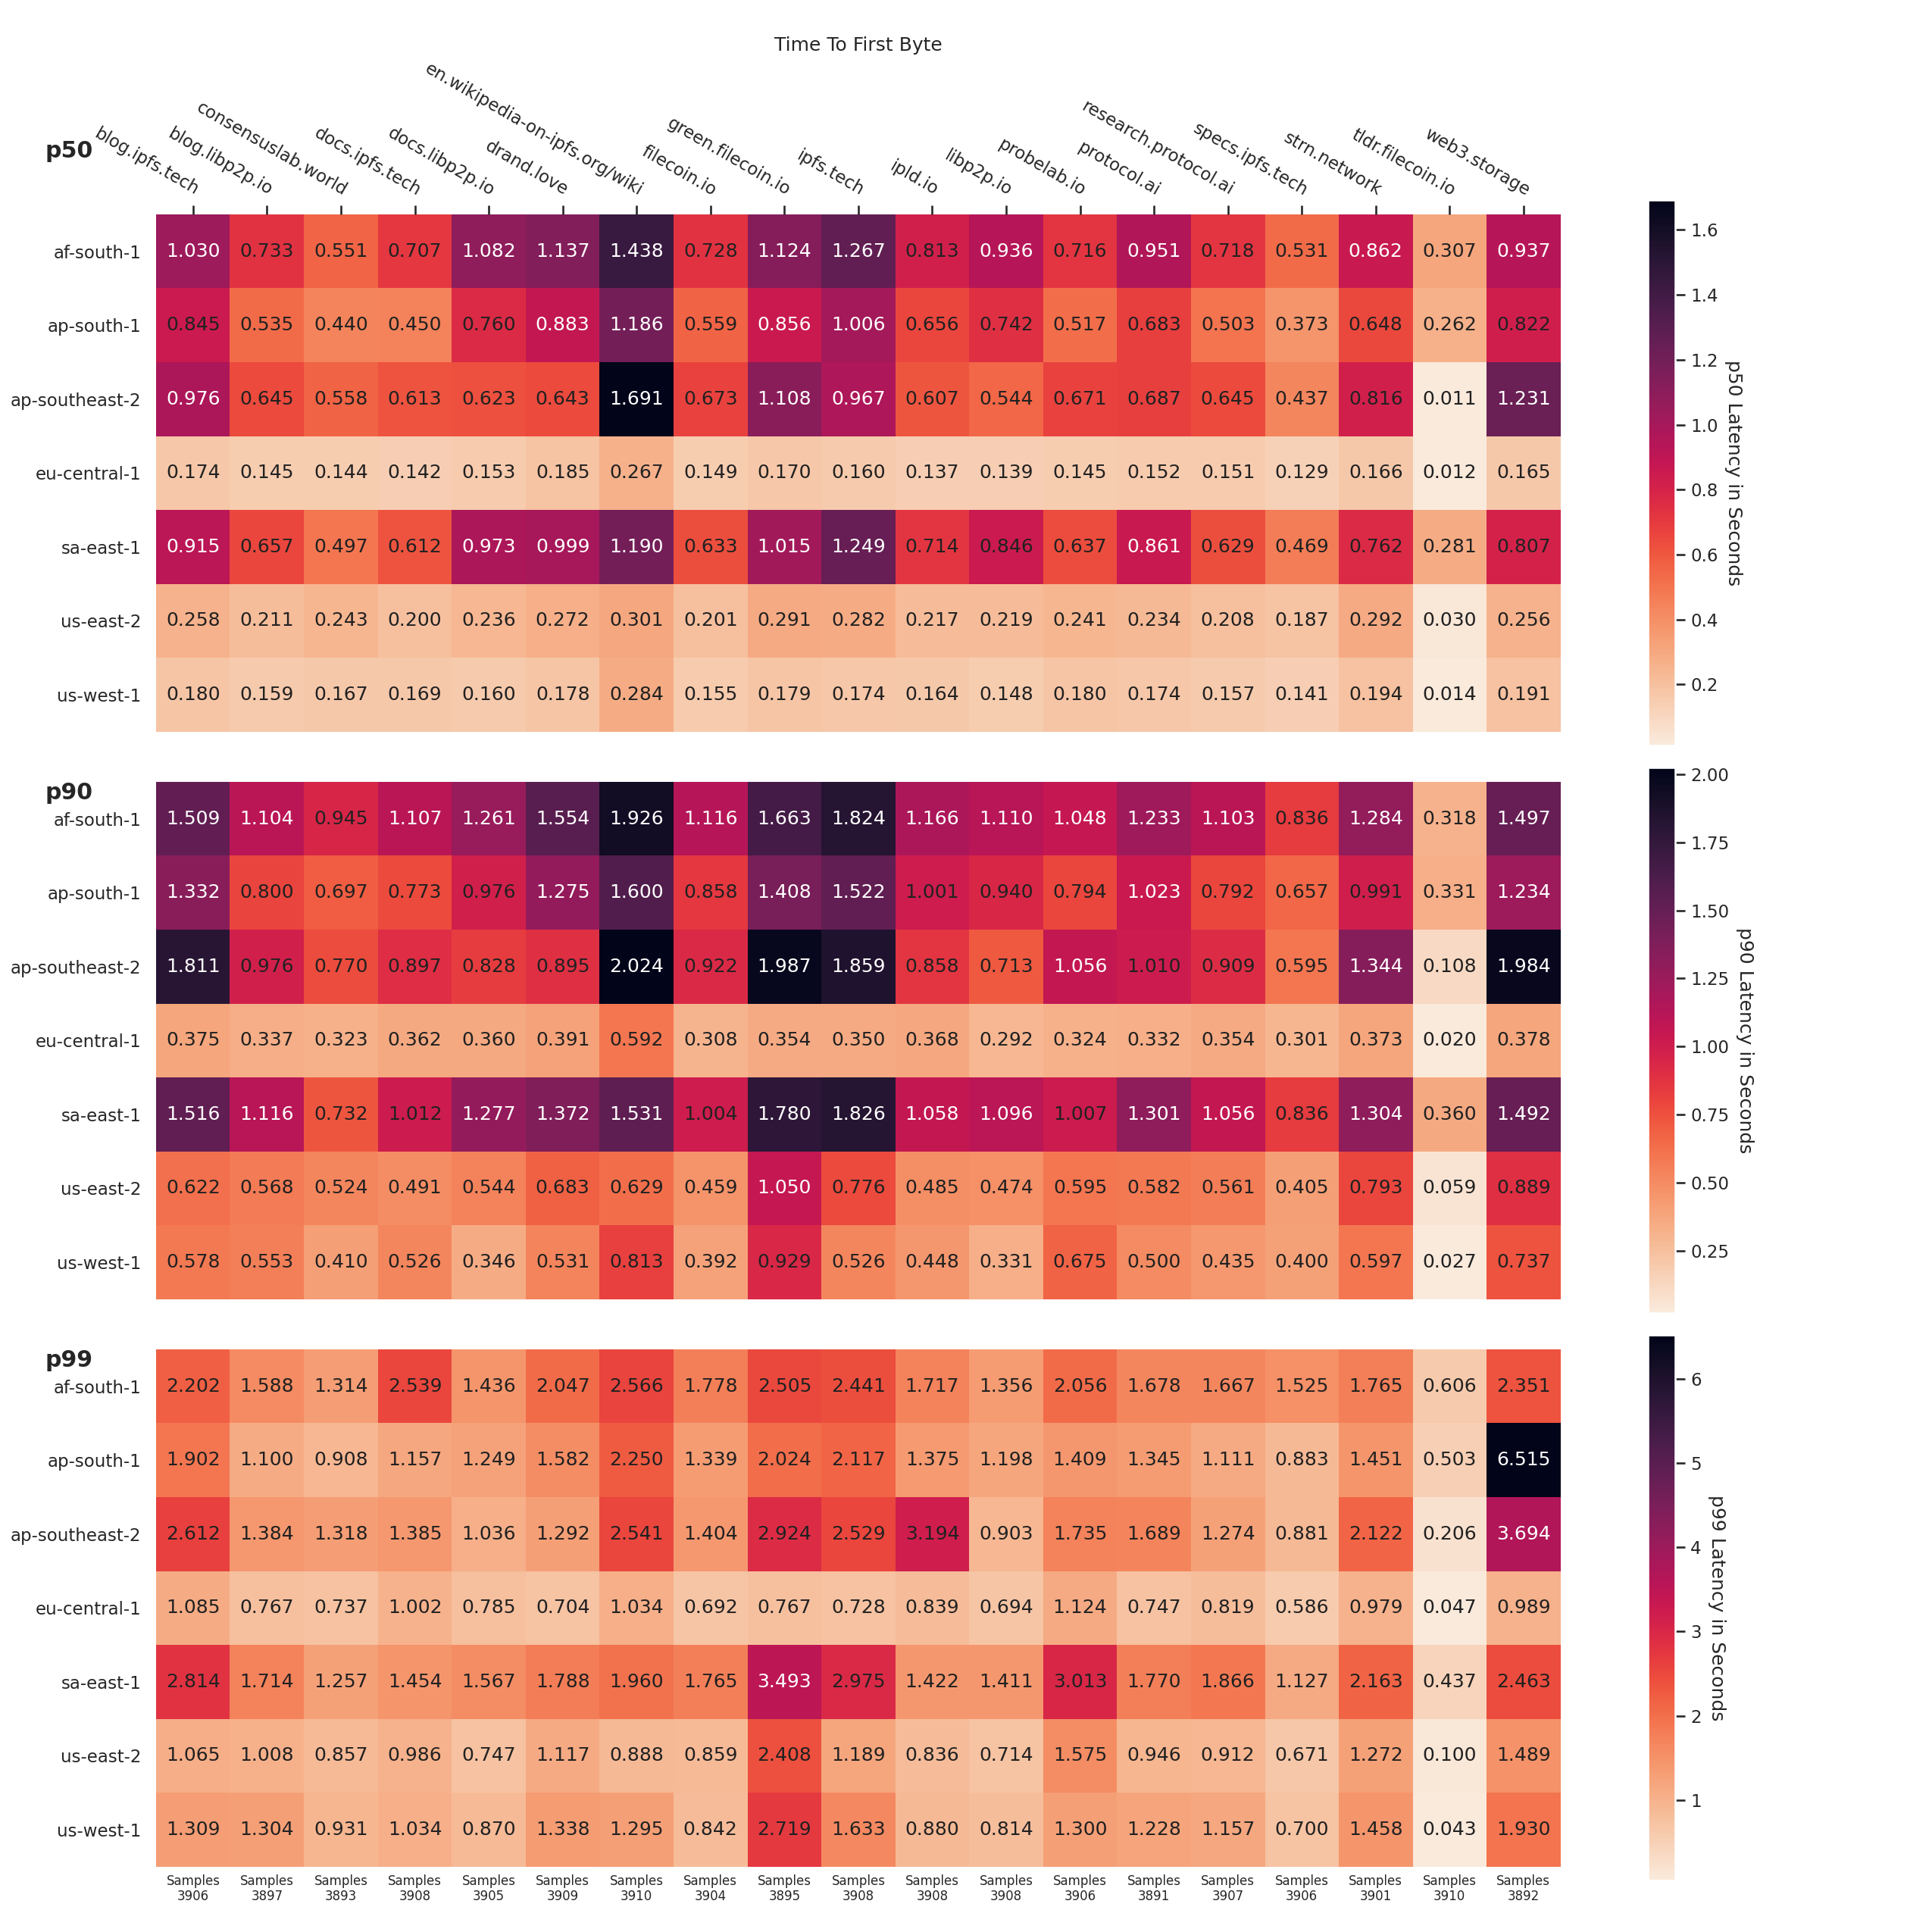 Time To First Byte
p50
blog.ipfs.tech
blog.libp2p.io
consensuslab.world
docs.ipfs.tech
docs.libp2p.io
drand.love
en.wikipedia-on-ipfs.org/wiki
filecoin.io
green.filecoin.io
ipfs.tech
ipld.io
libp2p.io
probelab.io
protocol.ai
research.protocol.ai
specs.ipfs.tech
strn.network
tldr.filecoin.io
web3.storage
af-south-1 1.030 0.733 0.551 0.707 1.082 1.137 1.438 0.728 1.124 1.267 0.813 0.936 0.716 0.951 0.718 0.531 0.862 0.307 0.937
ap-south-1 0.845 0.535 0.440 0.450 0.760 0.883 1.186 0.559 0.856 1.006 0.656 0.742 0.517 0.683 0.503 0.373 0.648 0.262 0.822
ap-southeast-2 0.976 0.645 0.558 0.613 0.623 0.643 1.691 0.673 1.108 0.967 0.607 0.544 0.671 0.687 0.645 0.437 0.816 0.011 1.231
eu-central-1 0.174 0.145 0.144 0.142 0.153 0.185 0.267 0.149 0.170 0.160 0.137 0.139 0.145 0.152 0.151 0.129 0.166 0.012 0.165
sa-east-1 0.915 0.657 0.497 0.612 0.973 0.999 1.190 0.633 1.015 1.249 0.714 0.846 0.637 0.861 0.629 0.469 0.762 0.281 0.807
us-east-2 0.258 0.211 0.243 0.200 0.236 0.272 0.301 0.201 0.291 0.282 0.217 0.219 0.241 0.234 0.208 0.187 0.292 0.030 0.256
us-west-1 0.180 0.159 0.167 0.169 0.160 0.178 0.284 0.155 0.179 0.174 0.164 0.148 0.180 0.174 0.157 0.141 0.194 0.014 0.191
1.6
1.4
1.2
1.0
0.8
0.6
0.4
0.2
p50 Latency in Seconds
p90
af-south-1 1.509 1.104 0.945 1.107 1.261 1.554 1.926 1.116 1.663 1.824 1.166 1.110 1.048 1.233 1.103 0.836 1.284 0.318 1.497
ap-south-1 1.332 0.800 0.697 0.773 0.976 1.275 1.600 0.858 1.408 1.522 1.001 0.940 0.794 1.023 0.792 0.657 0.991 0.331 1.234
ap-southeast-2 1.811 0.976 0.770 0.897 0.828 0.895 2.024 0.922 1.987 1.859 0.858 0.713 1.056 1.010 0.909 0.595 1.344 0.108 1.984
eu-central-1 0.375 0.337 0.323 0.362 0.360 0.391 0.592 0.308 0.354 0.350 0.368 0.292 0.324 0.332 0.354 0.301 0.373 0.020 0.378
sa-east-1 1.516 1.116 0.732 1.012 1.277 1.372 1.531 1.004 1.780 1.826 1.058 1.096 1.007 1.301 1.056 0.836 1.304 0.360 1.492
us-east-2 0.622 0.568 0.524 0.491 0.544 0.683 0.629 0.459 1.050 0.776 0.485 0.474 0.595 0.582 0.561 0.405 0.793 0.059 0.889
us-west-1 0.578 0.553 0.410 0.526 0.346 0.531 0.813 0.392 0.929 0.526 0.448 0.331 0.675 0.500 0.435 0.400 0.597 0.027 0.737
2.00
1.75
1.50
1.25
1.00
0.75
0.50
0.25
p90 Latency in Seconds
p99
af-south-1 2.202 1.588 1.314 2.539 1.436 2.047 2.566 1.778 2.505 2.441 1.717 1.356 2.056 1.678 1.667 1.525 1.765 0.606 2.351
ap-south-1 1.902 1.100 0.908 1.157 1.249 1.582 2.250 1.339 2.024 2.117 1.375 1.198 1.409 1.345 1.111 0.883 1.451 0.503 6.515
ap-southeast-2 2.612 1.384 1.318 1.385 1.036 1.292 2.541 1.404 2.924 2.529 3.194 0.903 1.735 1.689 1.274 0.881 2.122 0.206 3.694
eu-central-1 1.085 0.767 0.737 1.002 0.785 0.704 1.034 0.692 0.767 0.728 0.839 0.694 1.124 0.747 0.819 0.586 0.979 0.047 0.989
sa-east-1 2.814 1.714 1.257 1.454 1.567 1.788 1.960 1.765 3.493 2.975 1.422 1.411 3.013 1.770 1.866 1.127 2.163 0.437 2.463
us-east-2 1.065 1.008 0.857 0.986 0.747 1.117 0.888 0.859 2.408 1.189 0.836 0.714 1.575 0.946 0.912 0.671 1.272 0.100 1.489
us-west-1 1.309 1.304 0.931 1.034 0.870 1.338 1.295 0.842 2.719 1.633 0.880 0.814 1.300 1.228 1.157 0.700 1.458 0.043 1.930
6
5
4
3
2
1
p99 Latency in Seconds
Samples Samples Samples Samples Samples Samples Samples Samples Samples Samples Samples Samples Samples Samples Samples Samples Samples Samples Samples
3906 3897 3893 3908 3905 3909 3910 3904 3895 3908 3908 3908 3906 3891 3907 3906 3901 3910 3892